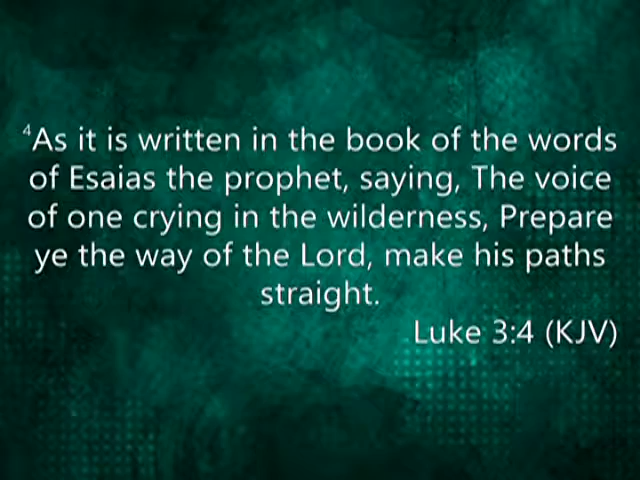 ⁴As it is written in the book of the words
of Esaias the prophet, saying, The voice
of one crying in the wilderness, Prepare
ye the way of the Lord, make his paths
straight.
Luke 3:4 (KJV)